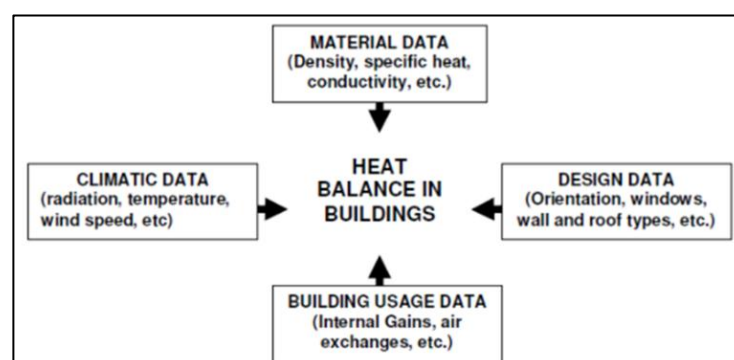 MATERIAL DATA
(Density, specific heat,
conductivity, etc.)
CLIMATIC DATA
(radiation, temperature,
wind speed, etc)
HEAT
BALANCE IN
BUILDINGS
DESIGN DATA
(Orientation, windows,
wall and roof types, etc.)
BUILDING USAGE DATA
(Internal Gains, air
exchanges, etc.)